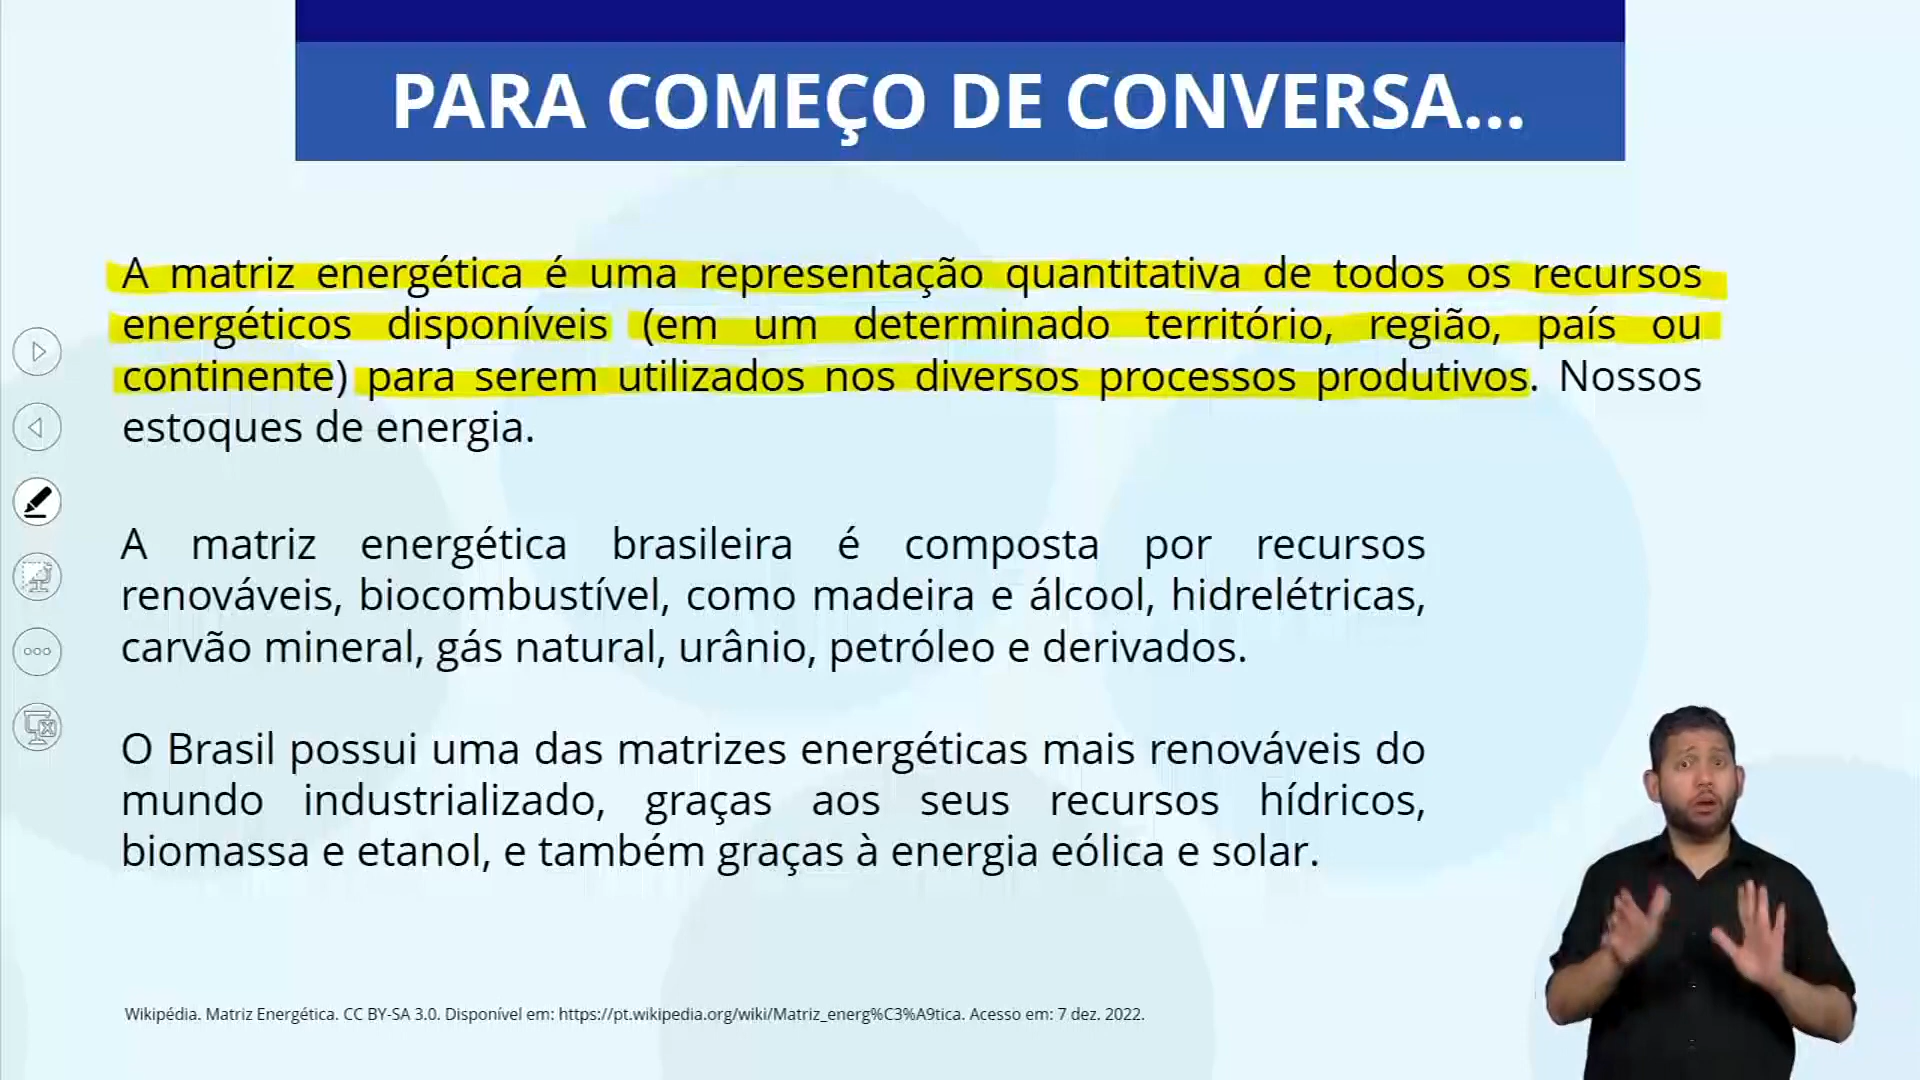 PARA COMEÇO DE CONVERSA...
A matriz energética é uma representação quantitativa de todos os recursos
energéticos disponíveis (em um determinado território, região, país ou
continente) para serem utilizados nos diversos processos produtivos. Nossos
estoques de energia.
A matriz energética brasileira é composta por recursos
renováveis, biocombustível, como madeira e álcool, hidrelétricas,
carvão mineral, gás natural, urânio, petróleo e derivados.
O Brasil possui uma das matrizes energéticas mais renováveis do
mundo industrializado, graças aos seus recursos hídricos,
biomassa e etanol, e também graças à energia eólica e solar.
Wikipédia. Matriz Energética. CC BY-SA 3.0. Disponível em: https://pt.wikipedia.org/wiki/Matriz_energ%C3%A9tica. Acesso em: 7 dez. 2022.